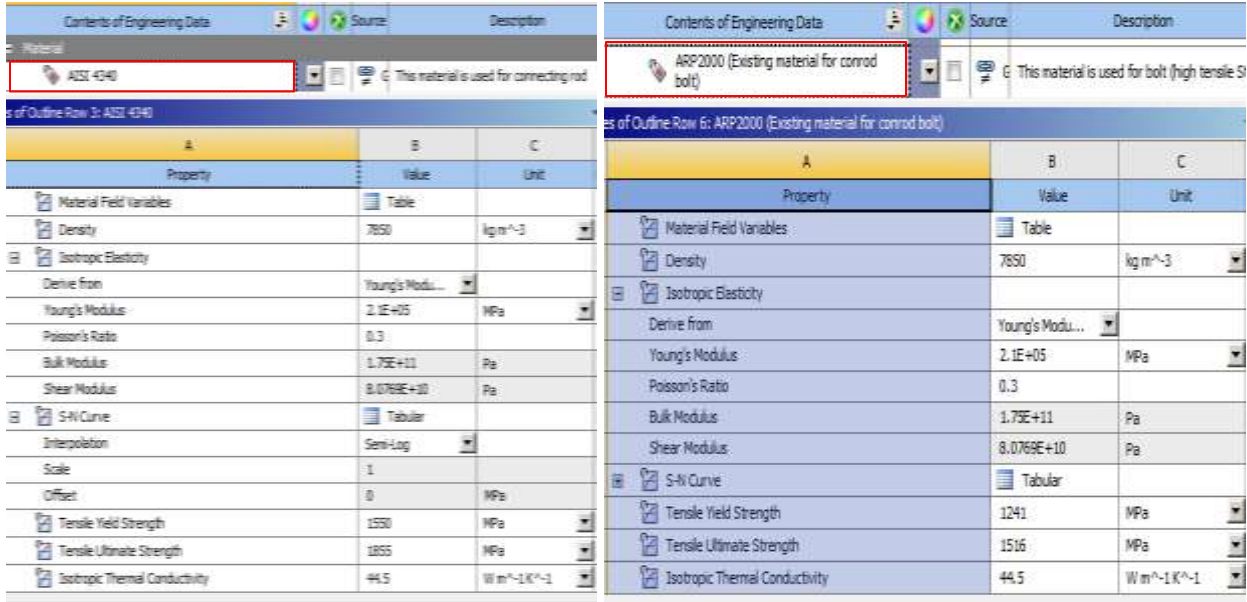 Contents of Engineering Data Source Description
Material
AISI 4340 G This material is used for connecting rod
es of Outline Row 3: AISI 4340
A B C
Property Value Unit
Material Field Variables Table
Density 7850 kg m^-3
Isotropic Elasticity
Derive from Young's Modu...
Young's Modulus 2.1E+05 MPa
Poisson's Ratio 0.3
Bulk Modulus 1.75E+11 Pa
Shear Modulus 8.0769E+10 Pa
S-N Curve Tabular
Interpolation Semi-Log
Scale 1
Offset 0 MPa
Tensile Yield Strength 1550 MPa
Tensile Ultimate Strength 1855 MPa
Isotropic Thermal Conductivity 44.5 W m^-1 K^-1
Contents of Engineering Data Source Description
ARP2000 (Existing material for conrod
bolt) G This material is used for bolt (high tensile St
es of Outline Row 6: ARP2000 (Existing material for conrod bolt)
A B C
Property Value Unit
Material Field Variables Table
Density 7850 kg m^-3
Isotropic Elasticity
Derive from Young's Modu...
Young's Modulus 2.1E+05 MPa
Poisson's Ratio 0.3
Bulk Modulus 1.75E+11 Pa
Shear Modulus 8.0769E+10 Pa
S-N Curve Tabular
Tensile Yield Strength 1241 MPa
Tensile Ultimate Strength 1516 MPa
Isotropic Thermal Conductivity 44.5 W m^-1 K^-1